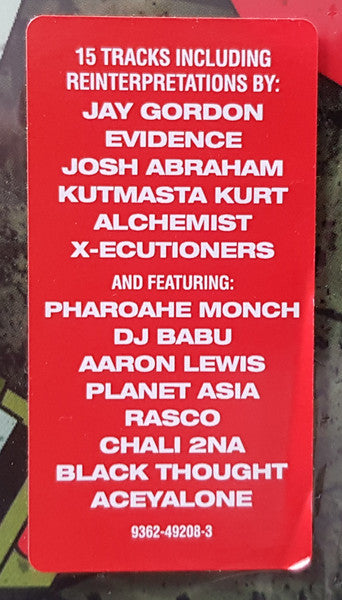 15 TRACKS INCLUDING
REINTERPRETATIONS BY:
JAY GORDON
EVIDENCE
JOSH ABRAHAM
KUTMASTA KURT
ALCHEMIST
X-ECUTIONERS
AND FEATURING:
PHAROAHE MONCH
DJ BABU
AARON LEWIS
PLANET ASIA
RASCO
CHALI 2NA
BLACK THOUGHT
ACEYALONE
9362-49208-3